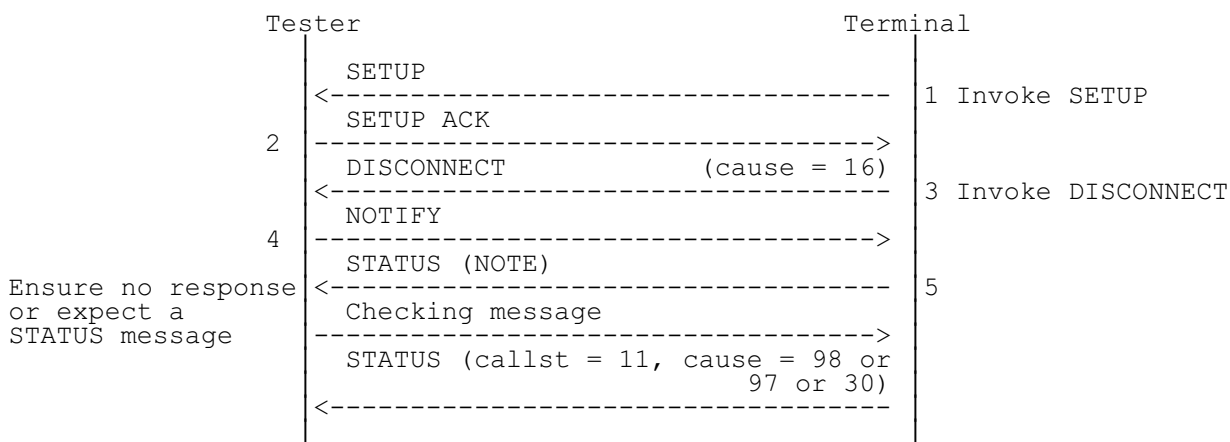 Tester Terminal
SETUP
<----------------------------------- 1 Invoke SETUP
SETUP ACK
2 ----------------------------------->
DISCONNECT (cause = 16)
<----------------------------------- 3 Invoke DISCONNECT
NOTIFY
4 ----------------------------------->
STATUS (NOTE)
Ensure no response <----------------------------------- 5
or expect a Checking message
STATUS message ----------------------------------->
STATUS (callst = 11, cause = 98 or
97 or 30)
<-----------------------------------